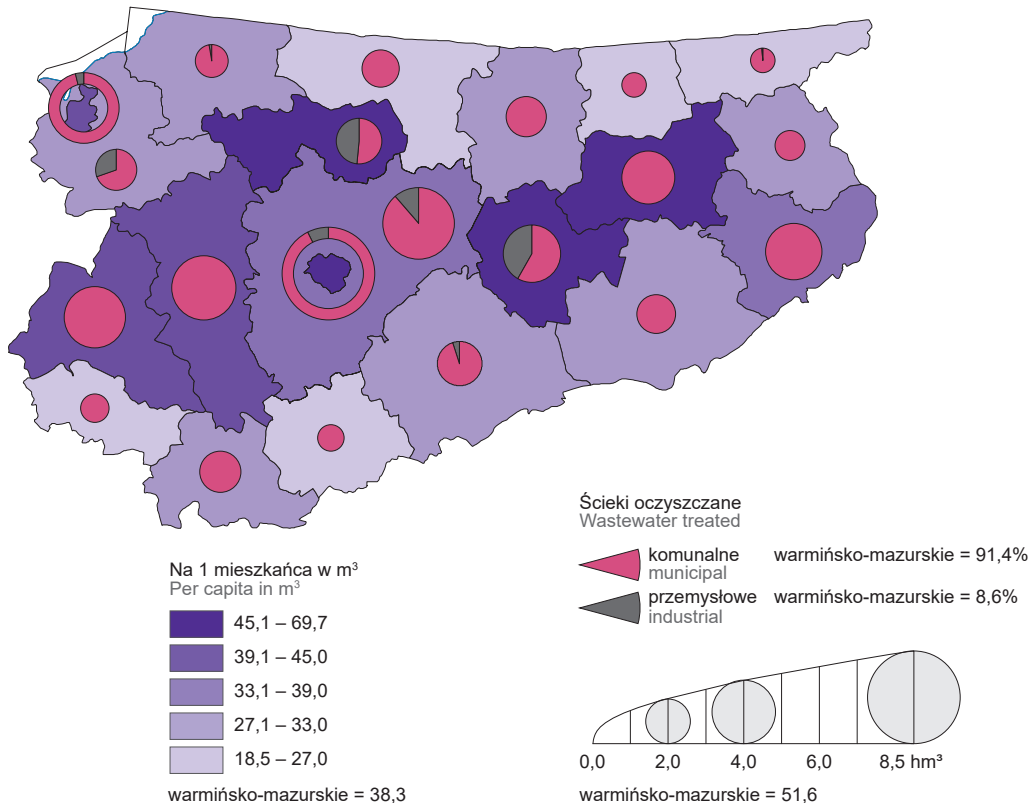 Ścieki oczyszczane
Wastewater treated
komunalne warmińsko-mazurskie = 91,4%
municipal
przemysłowe warmińsko-mazurskie = 8,6%
industrial
Na 1 mieszkańca w m³
Per capita in m³
45,1 – 69,7
39,1 – 45,0
33,1 – 39,0
27,1 – 33,0
18,5 – 27,0
warmińsko-mazurskie = 38,3
0,0 2,0 4,0 6,0 8,5 hm³
warmińsko-mazurskie = 51,6